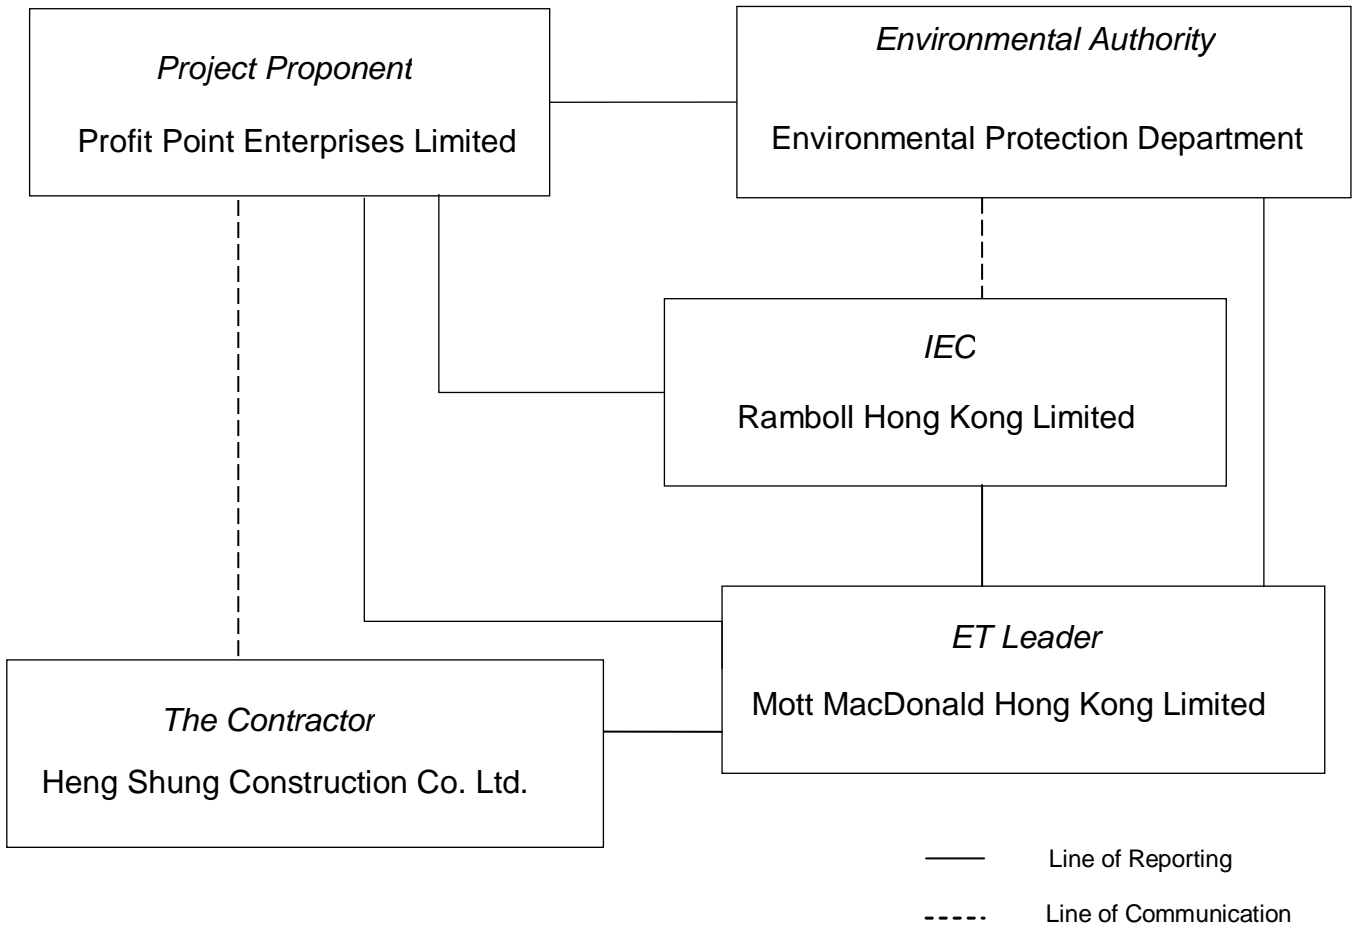 Project Proponent
Profit Point Enterprises Limited
Environmental Authority
Environmental Protection Department
IEC
Ramboll Hong Kong Limited
ET Leader
Mott MacDonald Hong Kong Limited
The Contractor
Heng Shung Construction Co. Ltd.
Line of Reporting
Line of Communication